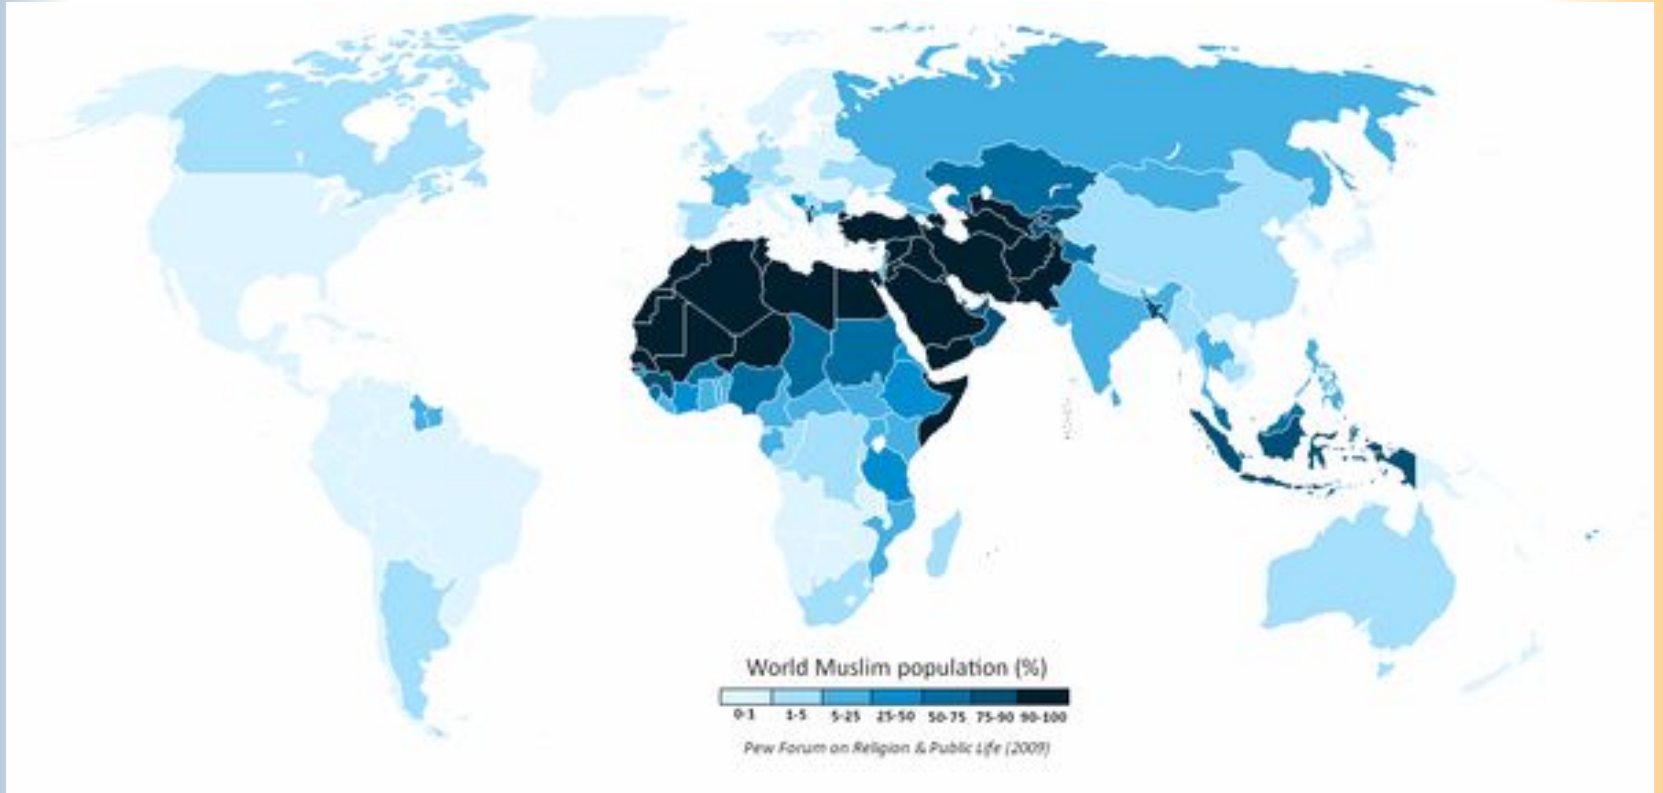 World Muslim population (%)
0-1 1-5 5-25 25-50 50-75 75-90 90-100
Pew Forum on Religion & Public Life (2009)